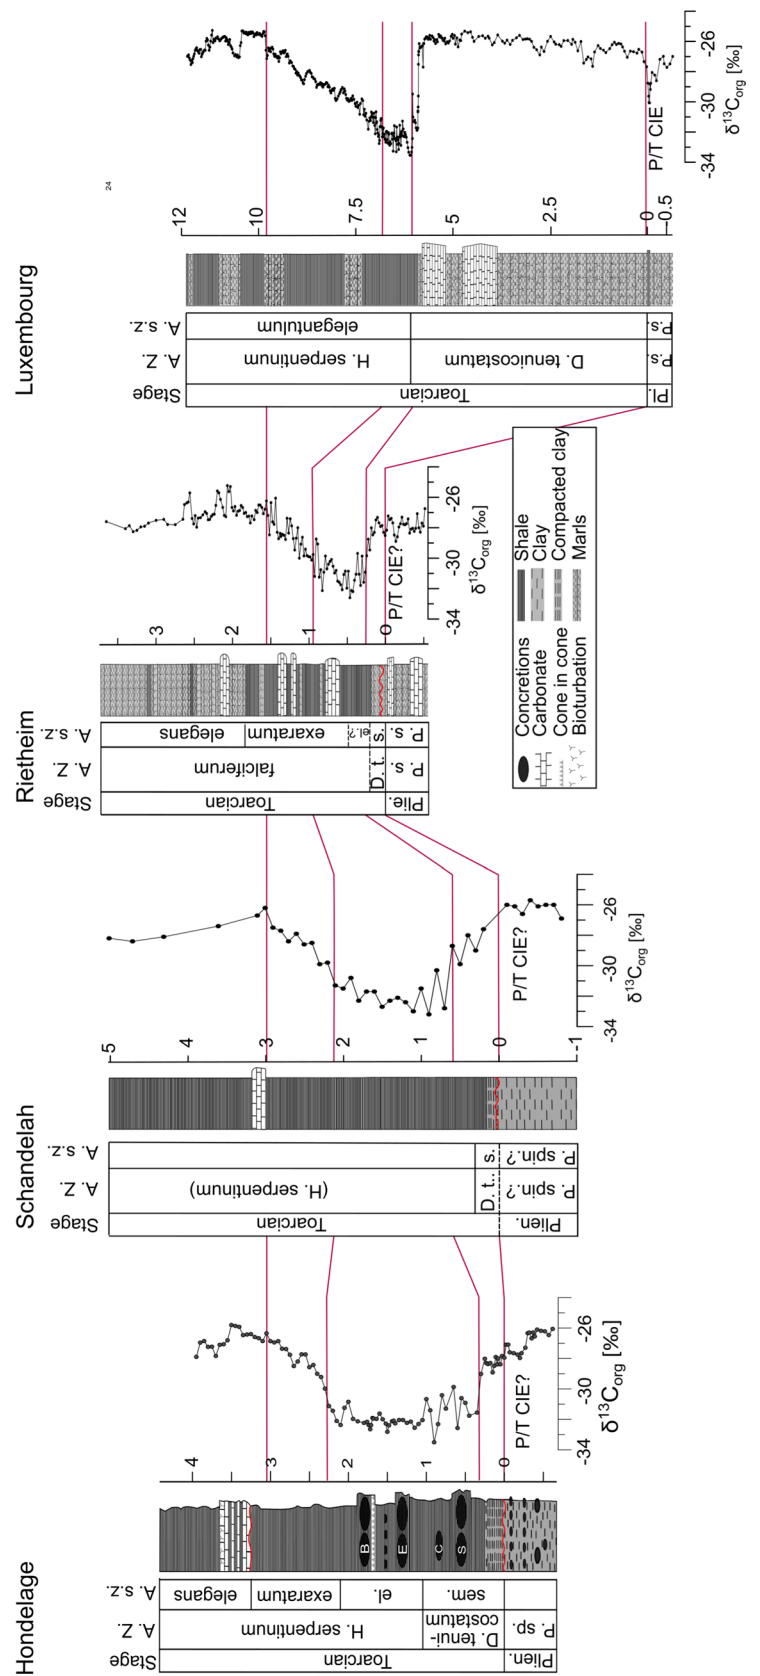 24
Luxembourg
Stage
A. Z.
A. s.z.
Toarcian
Pl.
H. serpentinum
D. tenuicostatum
P.s.
elegantulum
P.s.
12
10
7.5
5
2.5
0
-0.5
P/T CIE
-34
-30
-26
δ13Corg [‰]
Rietheim
Stage
A. Z.
A. s.z.
Toarcian
Plie.
falciferum
D. t.
P. s.
elegans
exaratum
el.?
s.
P. s.
3
2
1
0
P/T CIE?
-34
-30
-26
δ13Corg [‰]
Concretions
Carbonate
Cone in cone
Bioturbation
Shale
Clay
Compacted clay
Marls
Schandelah
Stage
A. Z.
A. s.z.
Toarcian
Plien.
(H. serpentinum)
D. t..
P. spin.?
s.
P. spin.?
5
4
3
2
1
0
-1
P/T CIE?
-34
-30
-26
δ13Corg [‰]
Hondelage
Stage
A. Z.
A. s.z.
Toarcian
Plien.
H. serpentinum
D. tenui-
costatum
P. sp.
elegans
exaratum
el.
sem.
B
E
C
S
4
3
2
1
0
P/T CIE?
-34
-30
-26
δ13Corg [‰]